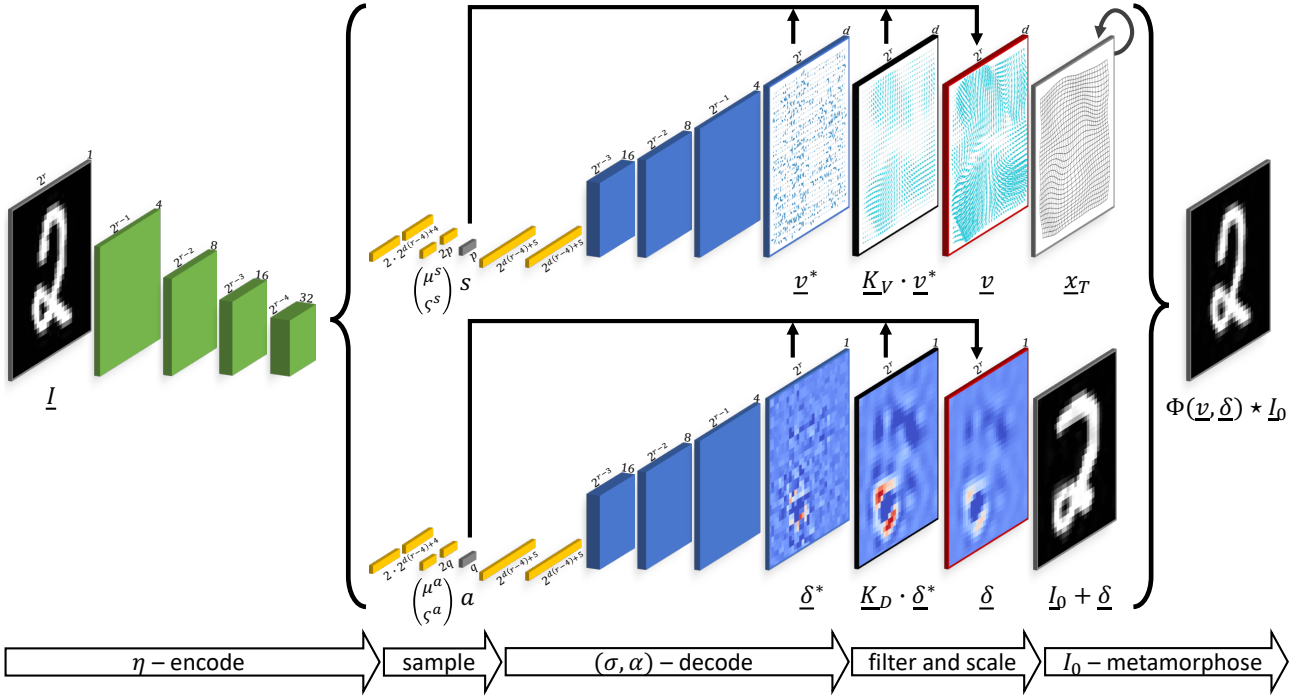 2^r 1
2^{r−1} 4
2^{r−2} 8
2^{r−3} 16
2^{r−4} 32
I
2 · 2^{d(r−4)+4}
2p
p
2^{d(r−4)+5}
2^{d(r−4)+5}
2^{r−3} 16
2^{r−2} 8
2^{r−1} 4
2^r d
2^r d
2^r d
(μ^s ς^s) s
v* K_V · v* v x_T
2 · 2^{d(r−4)+4}
2q
q
2^{d(r−4)+5}
2^{d(r−4)+5}
2^{r−3} 16
2^{r−2} 8
2^{r−1} 4
2^r 1
2^r 1
2^r 1
(μ^a ς^a) a
δ* K_D · δ* δ I_0 + δ
Φ(v, δ) ⋆ I_0
η – encode
sample
(σ, α) – decode
filter and scale
I_0 – metamorphose